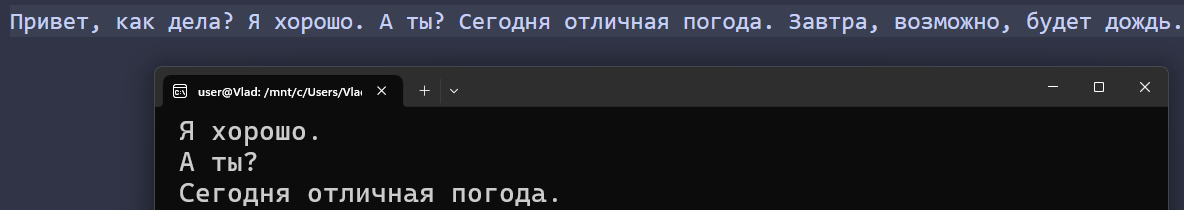 Привет, как дела? Я хорошо. А ты? Сегодня отличная погода. Завтра, возможно, будет дождь.
user@Vlad: /mnt/c/Users/Vla
Я хорошо.
А ты?
Сегодня отличная погода.